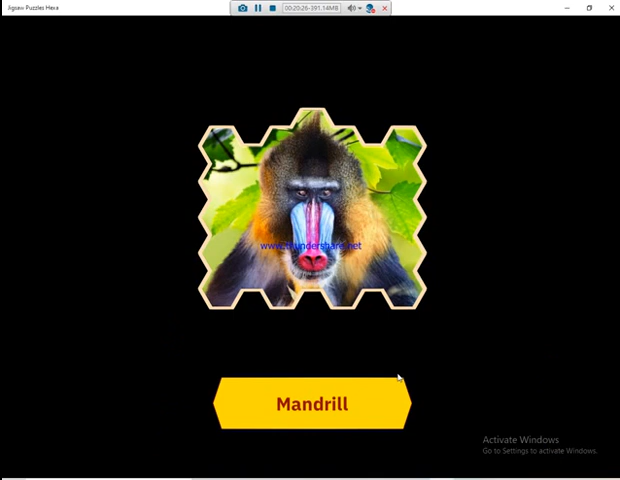 Jigsaw Puzzles Hexa
00:20:26-391.14MB
www.thundershare.net
Mandrill
Activate Windows
Go to Settings to activate Windows.